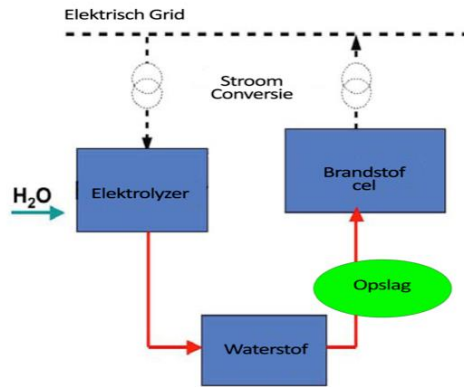 Elektrisch Grid
Stroom
Conversie
Brandstof
cel
Elektrolyzer
H₂O
Opslag
Waterstof